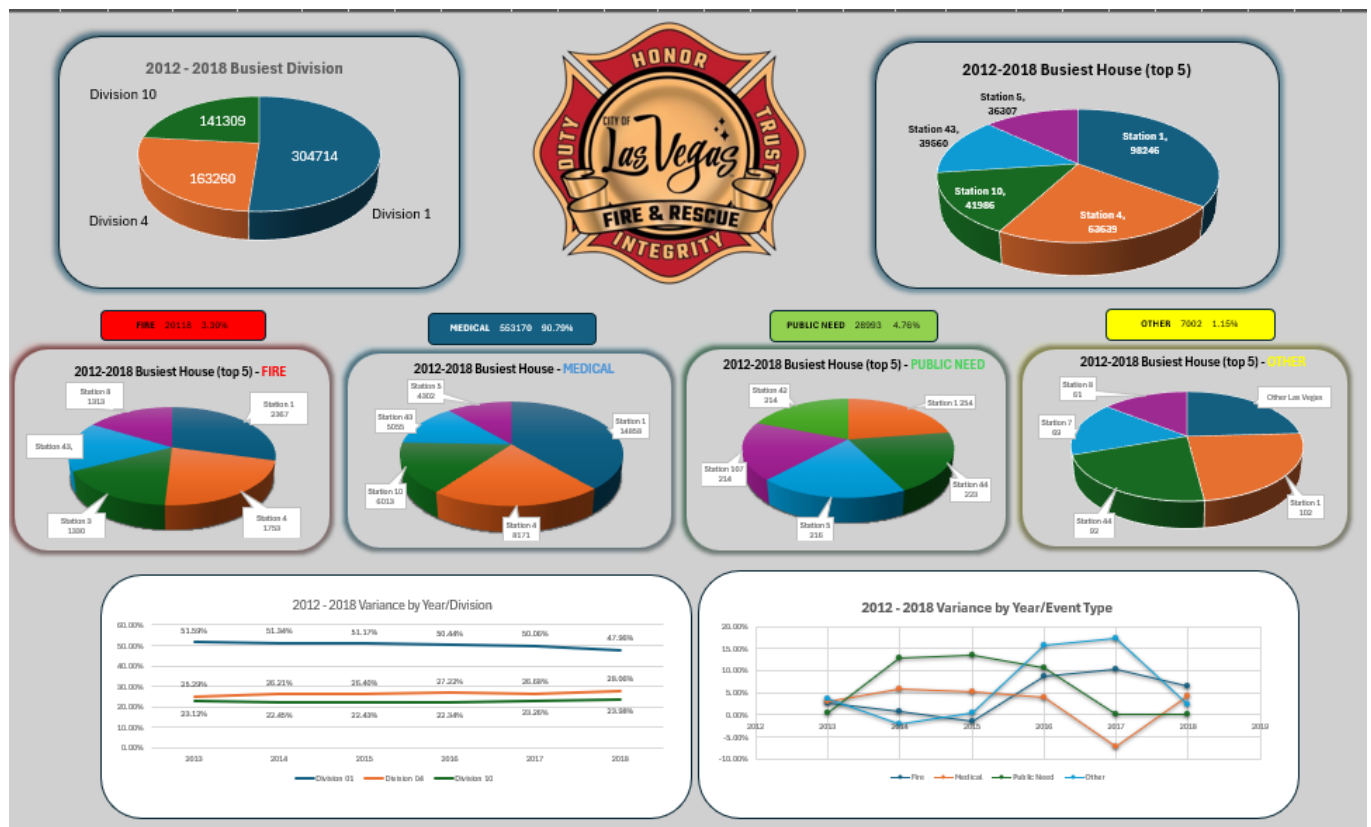 2012 - 2018 Busiest Division
Division 10
141309
304714
163260
Division 4
Division 1
HONOR
DUTY
TRUST
CITY OF
Las Vegas
FIRE & RESCUE
INTEGRITY
2012-2018 Busiest House (top 5)
Station 5,
36307
Station 43,
39660
Station 1,
98246
Station 10,
41986
Station 4,
63639
FIRE 20118 3.30%
MEDICAL 553170 90.79%
PUBLIC NEED 28993 4.76%
OTHER 7002 1.15%
2012-2018 Busiest House (top 5) - FIRE
Station 8
1313
Station 1
2367
Station 43,
Station 3
Station 4
1753
2012-2018 Busiest House - MEDICAL
Station 5
4302
Station 43
5055
Station 1
14858
Station 10
6013
Station 4
8171
2012-2018 Busiest House (top 5) - PUBLIC NEED
Station 42
214
Station 1 254
Station 107
214
Station 44
223
Station 5
216
2012-2018 Busiest House (top 5) - OTHER
Station 8
61
Other Las Vegas
Station 7
69
Station 1
102
Station 44
92
2012 - 2018 Variance by Year/Division
60.00%
50.00%
40.00%
30.00%
20.00%
10.00%
0.00%
51.59%
51.34%
51.17%
50.44%
50.06%
47.96%
25.29%
26.21%
26.40%
27.22%
26.68%
28.06%
23.12%
22.45%
22.43%
22.34%
23.26%
23.98%
2013
2014
2015
2016
2017
2018
Division 01
Division 04
Division 10
2012 - 2018 Variance by Year/Event Type
20.00%
15.00%
10.00%
5.00%
0.00%
-5.00%
-10.00%
2012
2013
2014
2015
2016
2017
2018
2019
Fire
Medical
Public Need
Other